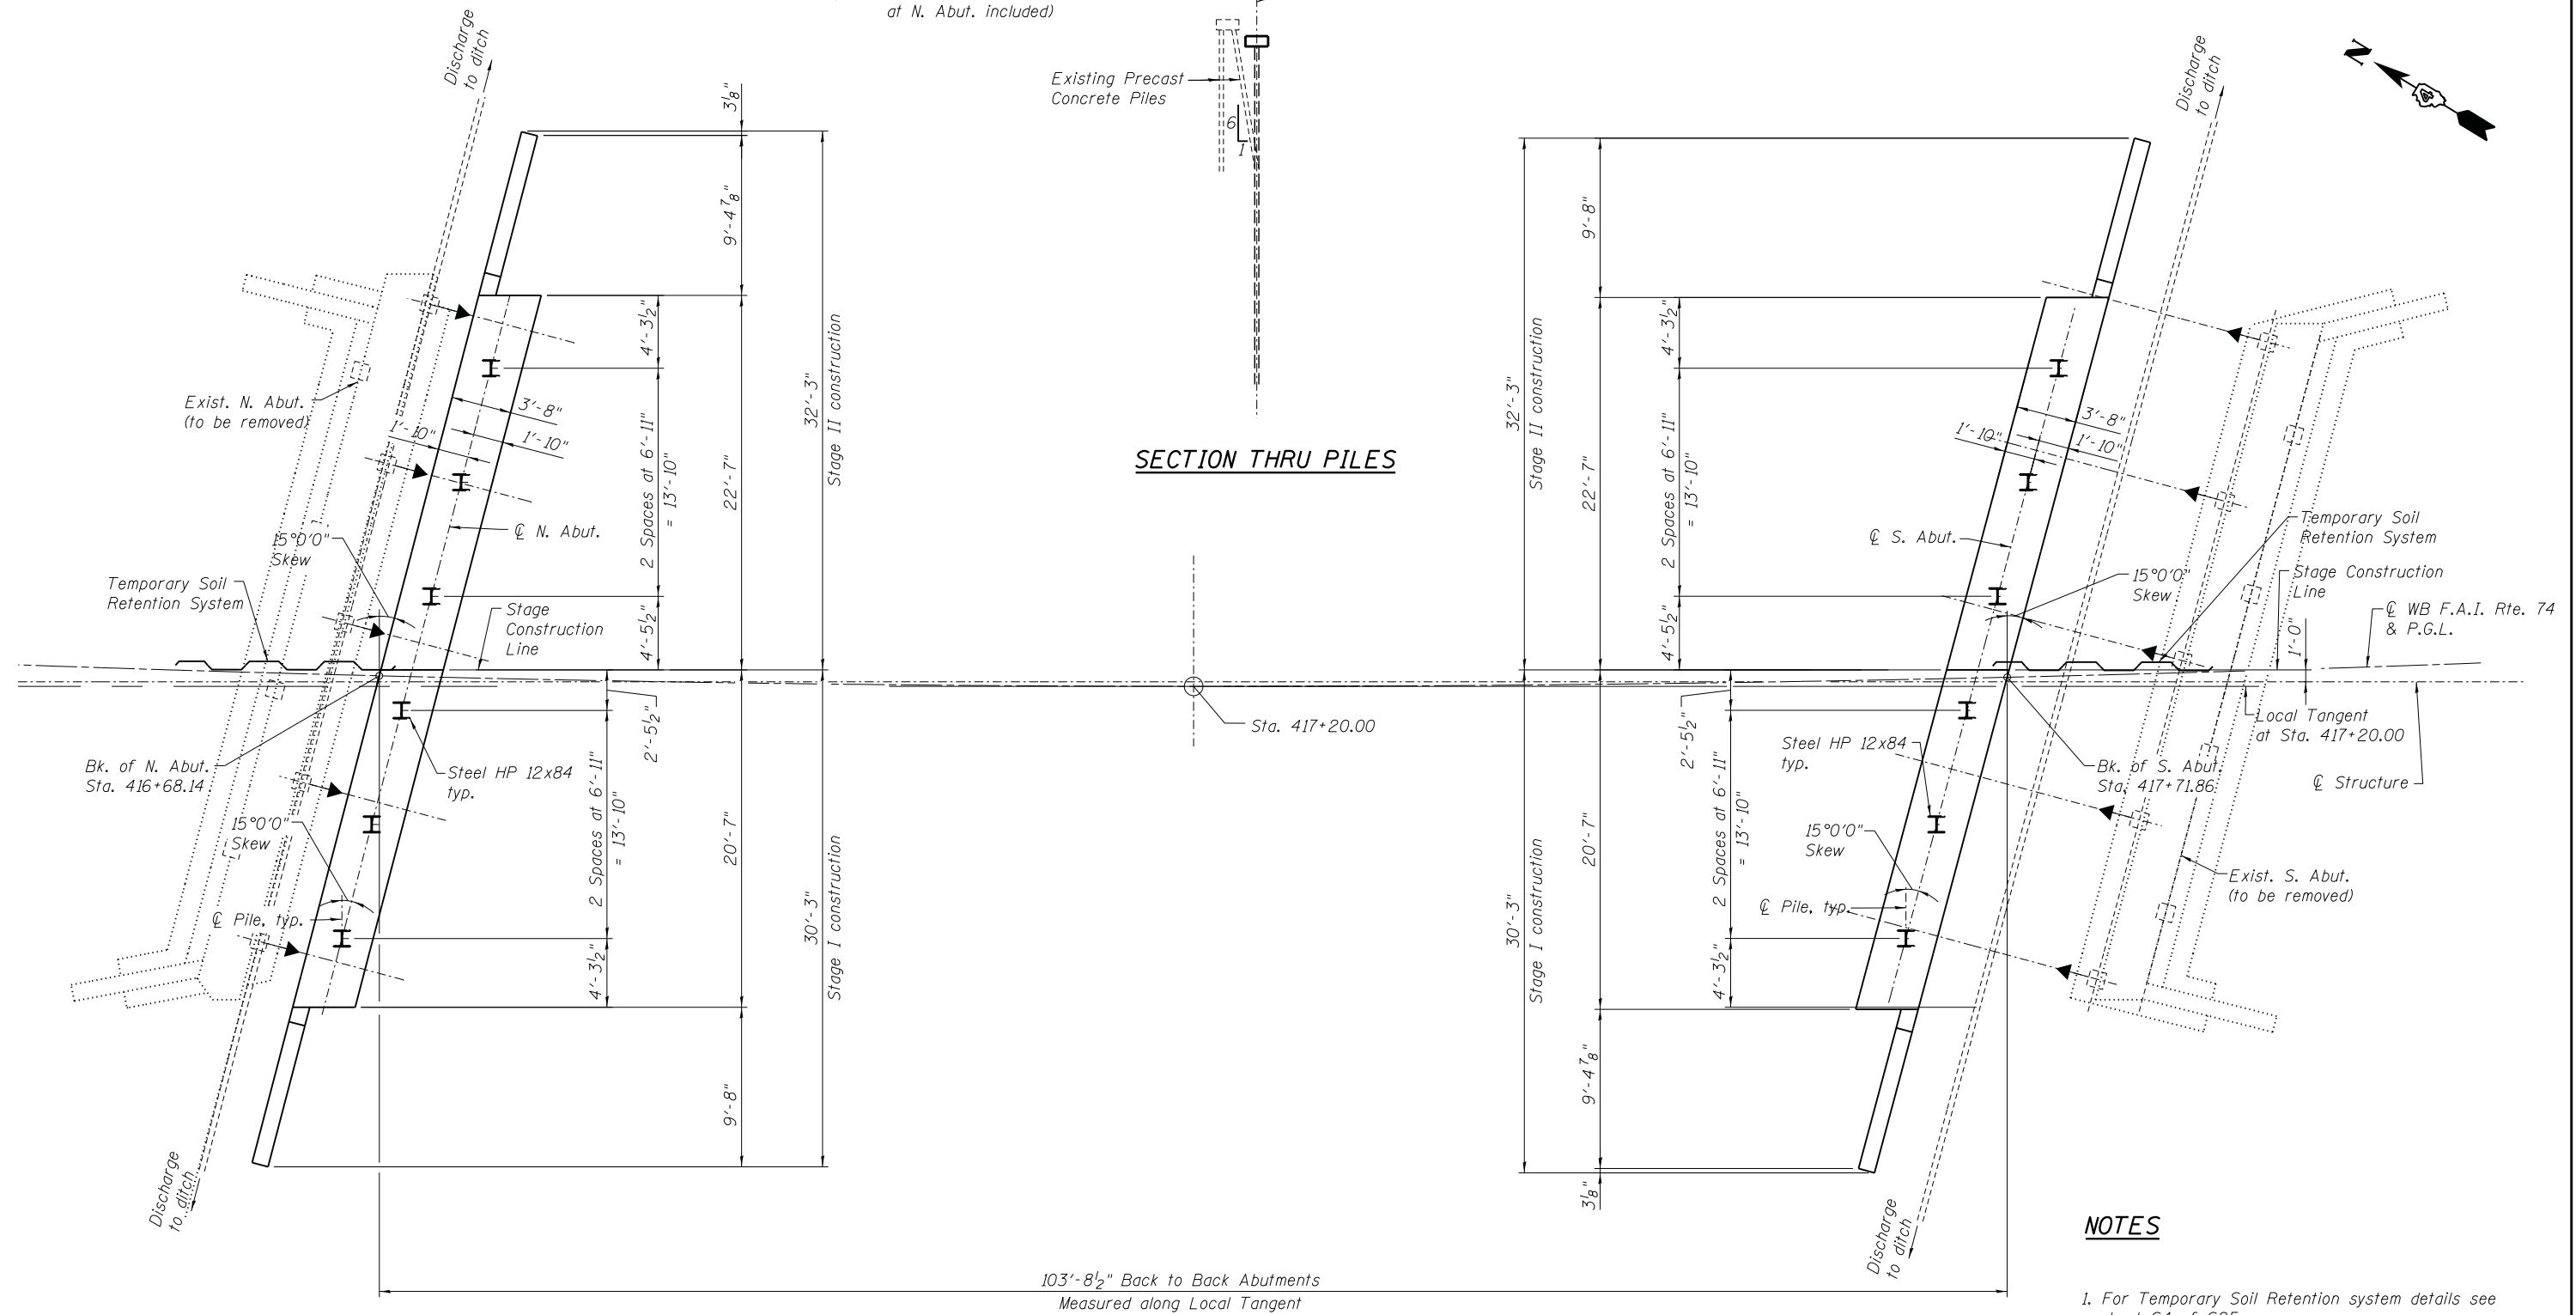 at N. Abut. included)
Discharge
to ditch
Existing Precast
Concrete Piles
6
1
SECTION THRU PILES
N
4
Discharge
to ditch
3 1/8"
9'-4 7/8"
32'-3"
Stage II construction
4'-3 1/2"
22'-7"
2 Spaces at 6'-11"
= 13'-10"
4'-5 1/2"
3'-8"
1'-10"
1'-10"
Exist. N. Abut.
(to be removed)
℄ N. Abut.
15°0'0"
Skew
Temporary Soil
Retention System
Stage
Construction
Line
Bk. of N. Abut.
Sta. 416+68.14
Steel HP 12x84
typ.
2'-5 1/2"
2 Spaces at 6'-11"
= 13'-10"
20'-7"
30'-3"
Stage I construction
15°0'0"
Skew
℄ Pile, typ.
4'-3 1/2"
9'-8"
Discharge
to ditch
Sta. 417+20.00
9'-8"
32'-3"
Stage II construction
4'-3 1/2"
22'-7"
2 Spaces at 6'-11"
= 13'-10"
4'-5 1/2"
3'-8"
1'-10"
1'-10"
℄ S. Abut.
15°0'0"
Skew
Temporary Soil
Retention System
Stage Construction
Line
℄ WB F.A.I. Rte. 74
& P.G.L.
1'-0"
Local Tangent
at Sta. 417+20.00
℄ Structure
Bk. of S. Abut.
Sta. 417+71.86
Steel HP 12x84
typ.
2'-5 1/2"
2 Spaces at 6'-11"
= 13'-10"
20'-7"
30'-3"
Stage I construction
15°0'0"
Skew
℄ Pile, typ.
4'-3 1/2"
Exist. S. Abut.
(to be removed)
9'-4 7/8"
3 1/8"
Discharge
to ditch
103'-8 1/2" Back to Back Abutments
Measured along Local Tangent
NOTES
1. For Temporary Soil Retention system details see